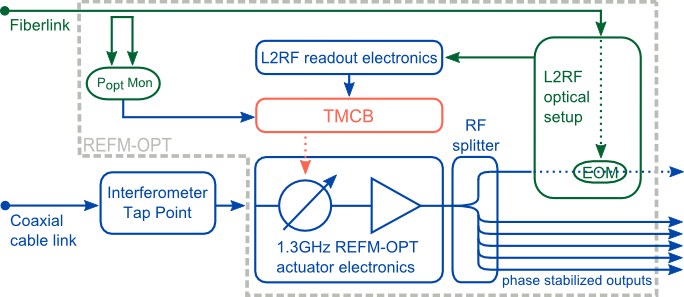 Fiberlink
Popt Mon
L2RF readout electronics
L2RF
optical
setup
TMCB
RF
splitter
REFM-OPT
EOM
Interferometer
Tap Point
Coaxial
cable link
1.3GHz REFM-OPT
actuator electronics
phase stabilized outputs